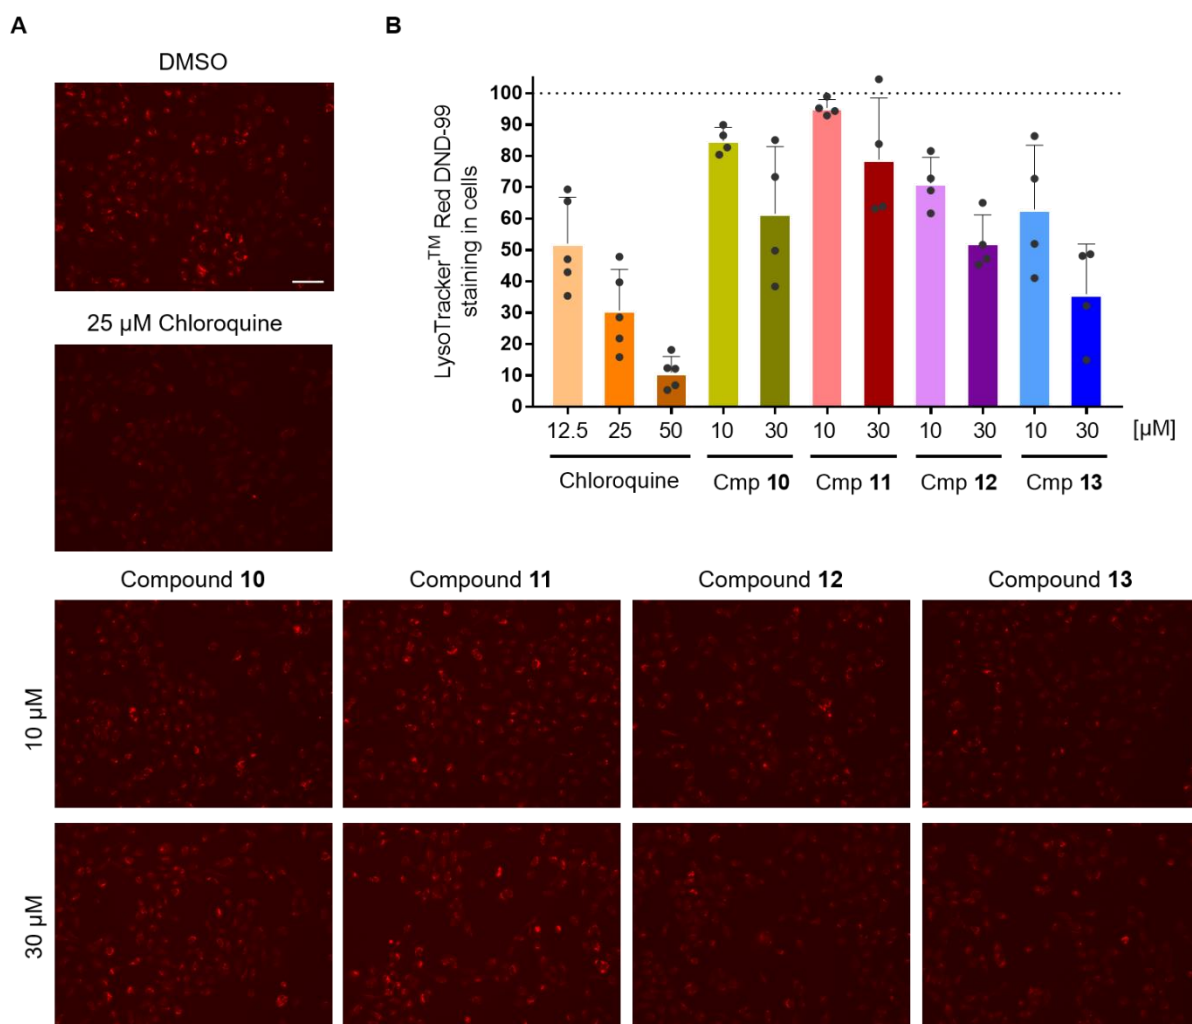 A
B
DMSO
25 µM Chloroquine
LysoTracker™ Red DND-99
staining in cells
100
90
80
70
60
50
40
30
20
10
0
12.5 25 50 10 30 10 30 10 30 10 30 [µM]
Chloroquine Cmp 10 Cmp 11 Cmp 12 Cmp 13
Compound 10 Compound 11 Compound 12 Compound 13
10 µM
30 µM